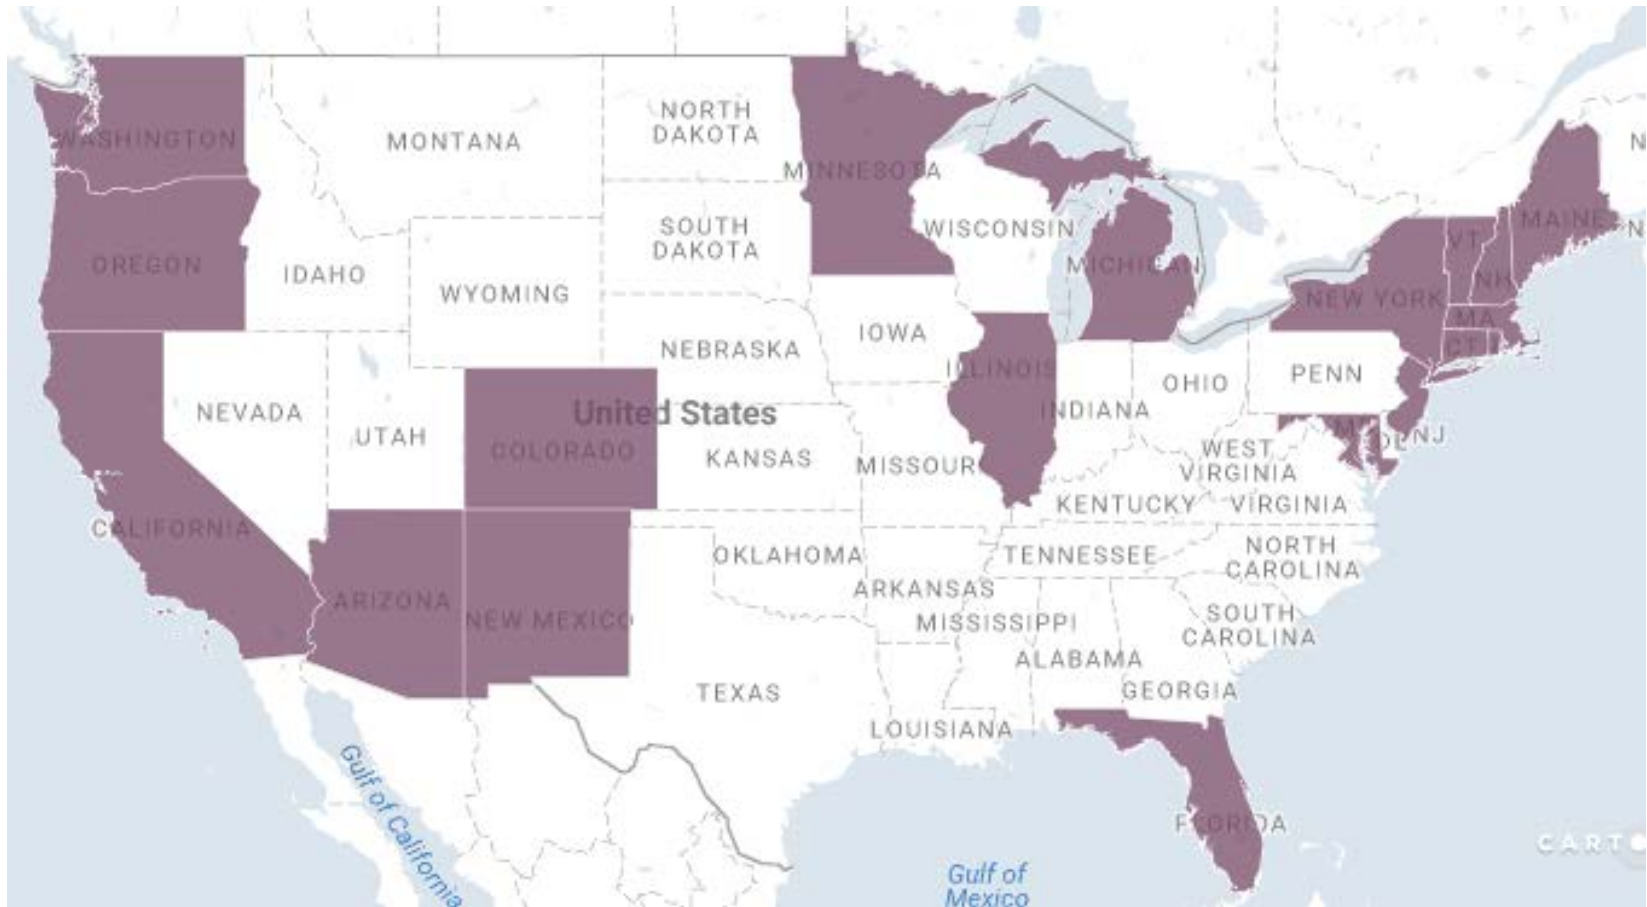 WASHINGTON
MONTANA
NORTH
DAKOTA
MINNESOTA
OREGON
IDAHO
WYOMING
SOUTH
DAKOTA
WISCONSIN
MICHIGAN
NEW YORK
VT
NH
MAINE
MA
CT
NEVADA
UTAH
COLORADO
NEBRASKA
IOWA
ILLINOIS
INDIANA
OHIO
PENN
NJ
United States
KANSAS
MISSOUR
WEST
VIRGINIA
KENTUCKY
VIRGINIA
CALIFORNIA
ARIZONA
NEW MEXICO
OKLAHOMA
ARKANSAS
TENNESSEE
NORTH
CAROLINA
MISSISSIPPI
SOUTH
CAROLINA
ALABAMA
GEORGIA
TEXAS
LOUISIANA
FLORIDA
Gulf of California
Gulf of
Mexico
CART